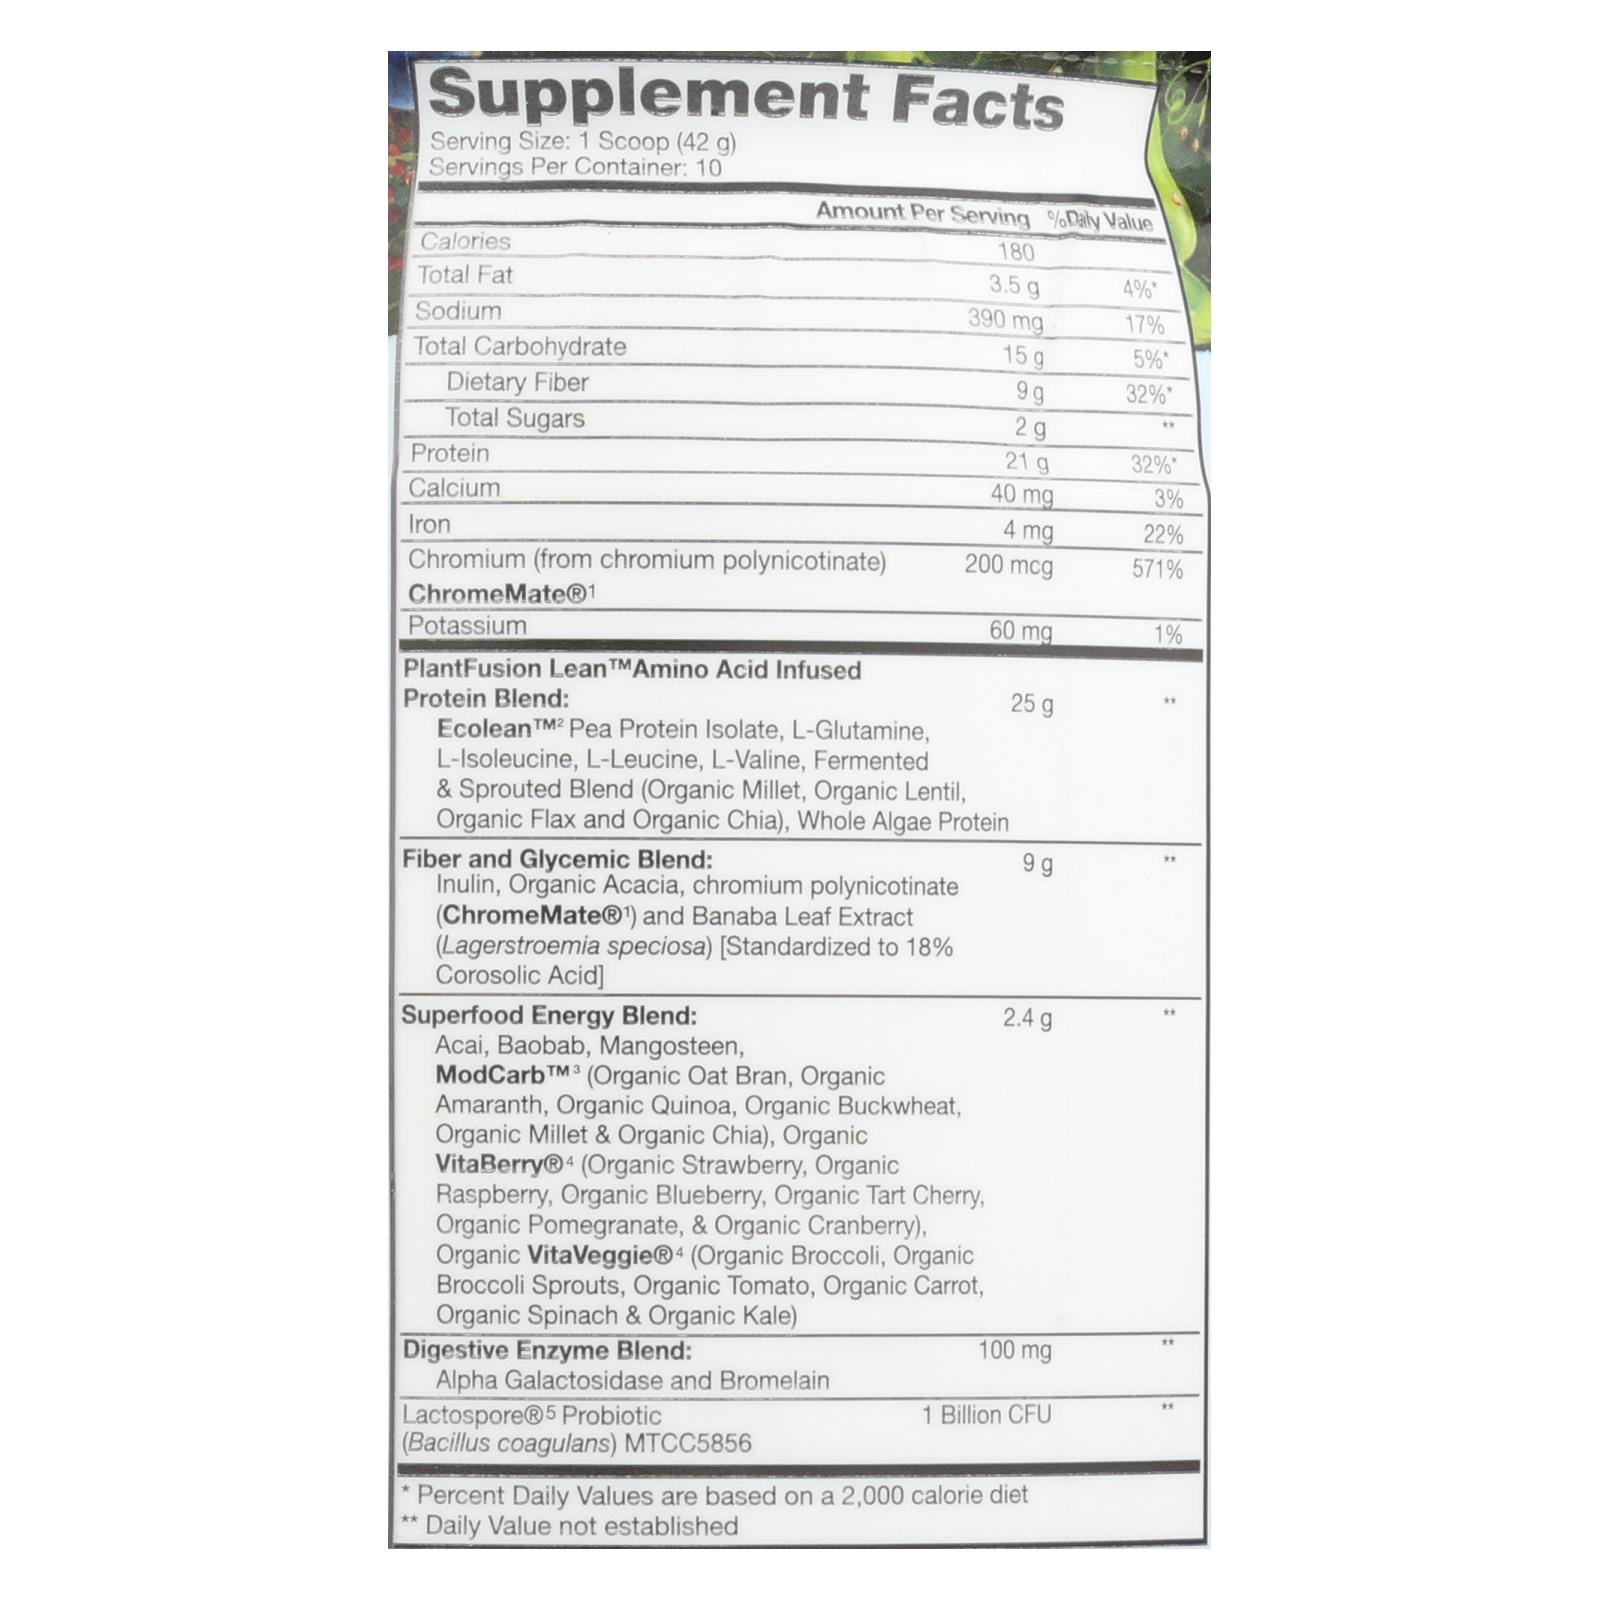 Supplement Facts
Serving Size: 1 Scoop (42 g)
Servings Per Container: 10
Amount Per Serving %Daily Value
Calories 180
Total Fat 3.5 g 4%*
Sodium 390 mg 17%
Total Carbohydrate 15 g 5%*
Dietary Fiber 9 g 32%*
Total Sugars 2 g **
Protein 21 g 32%*
Calcium 40 mg 3%
Iron 4 mg 22%
Chromium (from chromium polynicotinate) 200 mcg 571%
ChromeMate®¹
Potassium 60 mg 1%
PlantFusion Lean™Amino Acid Infused
Protein Blend: 25 g **
Ecolean™² Pea Protein Isolate, L-Glutamine,
L-Isoleucine, L-Leucine, L-Valine, Fermented
& Sprouted Blend (Organic Millet, Organic Lentil,
Organic Flax and Organic Chia), Whole Algae Protein
Fiber and Glycemic Blend: 9 g **
Inulin, Organic Acacia, chromium polynicotinate
(ChromeMate®¹) and Banaba Leaf Extract
(Lagerstroemia speciosa) [Standardized to 18%
Corosolic Acid]
Superfood Energy Blend: 2.4 g **
Acai, Baobab, Mangosteen,
ModCarb™³ (Organic Oat Bran, Organic
Amaranth, Organic Quinoa, Organic Buckwheat,
Organic Millet & Organic Chia), Organic
VitaBerry®⁴ (Organic Strawberry, Organic
Raspberry, Organic Blueberry, Organic Tart Cherry,
Organic Pomegranate, & Organic Cranberry),
Organic VitaVeggie®⁴ (Organic Broccoli, Organic
Broccoli Sprouts, Organic Tomato, Organic Carrot,
Organic Spinach & Organic Kale)
Digestive Enzyme Blend: 100 mg **
Alpha Galactosidase and Bromelain
Lactospore®⁵ Probiotic 1 Billion CFU **
(Bacillus coagulans) MTCC5856
* Percent Daily Values are based on a 2,000 calorie diet
** Daily Value not established